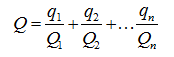 Q = q₁/Q₁ + q₂/Q₂ + … qₙ/Qₙ